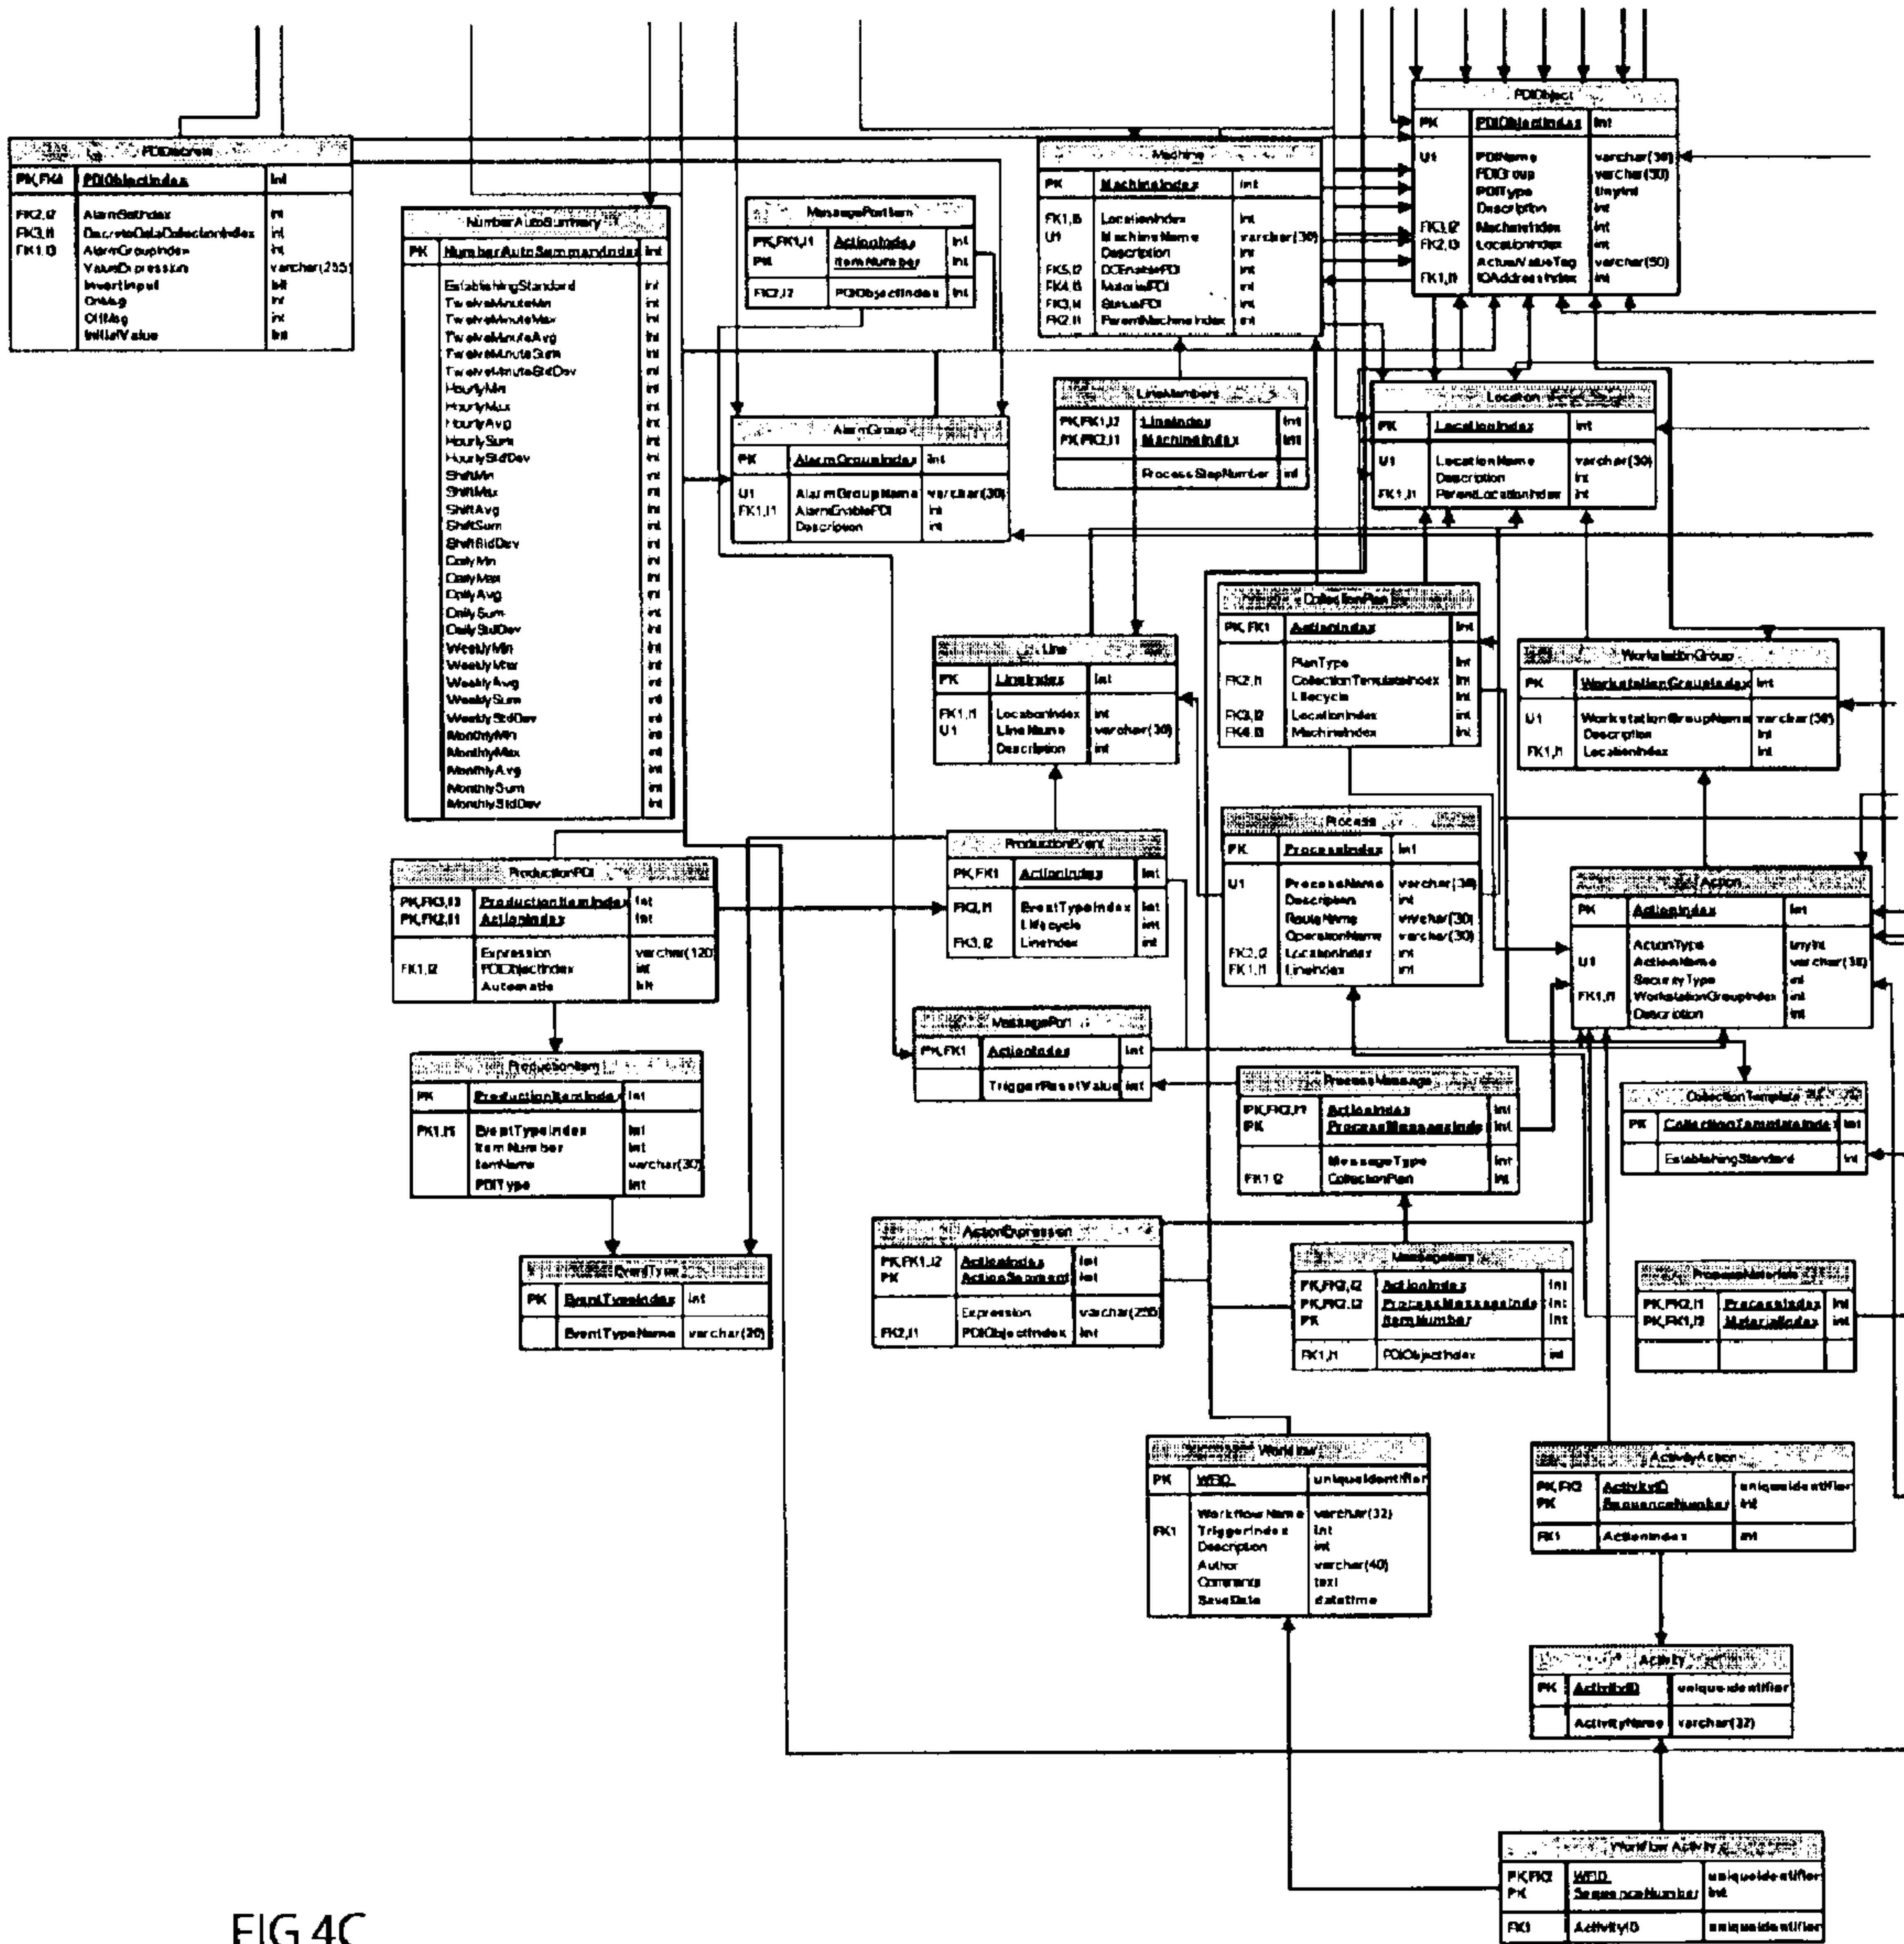 PDIObject
PK PDIObjectIndex int
U1 PDIName varchar(30)
PDIGroup varchar(30)
PDIType tinyint
Description int
FK3,I2 MachineIndex int
FK2,I3 LocationIndex int
ActualValueTag varchar(50)
FK1,I1 IOAddressIndex int
PDIDiscrete
PK,FK4 PDIObjectIndex int
FK2,I2 AlarmSetIndex int
FK3,I1 DiscreteDataCollectionIndex int
FK1,I3 AlarmGroupIndex int
ValueExpression varchar(255)
InvertInput bit
OnMsg int
OffMsg int
InitialValue int
Machine
PK MachineIndex int
FK1,I5 LocationIndex int
U1 MachineName varchar(30)
Description int
FK5,I2 DCEnablePDI int
FK4,I3 MaterialPDI int
FK3,I4 StatusPDI int
FK2,I1 ParentMachineIndex int
NumberAutoSummary
PK NumberAutoSummaryIndex int
EstablishingStandard int
TwelveMinuteMin int
TwelveMinuteMax int
TwelveMinuteAvg int
TwelveMinuteSum int
TwelveMinuteStdDev int
HourlyMin int
HourlyMax int
HourlyAvg int
HourlySum int
HourlyStdDev int
ShiftMin int
ShiftMax int
ShiftAvg int
ShiftSum int
ShiftStdDev int
DailyMin int
DailyMax int
DailyAvg int
DailySum int
DailyStdDev int
WeeklyMin int
WeeklyMax int
WeeklyAvg int
WeeklySum int
WeeklyStdDev int
MonthlyMin int
MonthlyMax int
MonthlyAvg int
MonthlySum int
MonthlyStdDev int
MessagePortItem
PK,FK1,I1 ActionIndex int
PK ItemNumber int
FK2,I2 PDIObjectIndex int
LineMembers
PK,FK1,I2 LineIndex int
PK,FK2,I1 MachineIndex int
ProcessStepNumber int
Location
PK LocationIndex int
U1 LocationName varchar(30)
Description int
FK1,I1 ParentLocationIndex int
AlarmGroup
PK AlarmGroupIndex int
U1 AlarmGroupName varchar(30)
FK1,I1 AlarmEnablePDI int
Description int
CollectionPlan
PK,FK1 ActionIndex int
PlanType int
FK2,I1 CollectionTemplateIndex int
Lifecycle int
FK3,I2 LocationIndex int
FK4,I3 MachineIndex int
Line
PK LineIndex int
FK1,I1 LocationIndex int
U1 LineName varchar(30)
Description int
WorkstationGroup
PK WorkstationGroupIndex int
U1 WorkstationGroupName varchar(30)
Description int
FK1,I1 LocationIndex int
Process
PK ProcessIndex int
U1 ProcessName varchar(30)
Description int
RouteName varchar(30)
OperationName varchar(30)
FK2,I2 LocationIndex int
FK1,I1 LineIndex int
ProductionEvent
PK,FK1 ActionIndex int
FK2,I1 EventTypeIndex int
Lifecycle int
FK3,I2 LineIndex int
ProductionPDI
PK,FK3,I3 ProductionItemIndex int
PK,FK2,I1 ActionIndex int
Expression varchar(120)
FK1,I2 PDIObjectIndex int
Automatic bit
Action
PK ActionIndex int
ActionType tinyint
U1 ActionName varchar(30)
SecurityType int
FK1,I1 WorkstationGroupIndex int
Description int
MessagePort
PK,FK1 ActionIndex int
TriggerResetValue int
ProductionItem
PK ProductionItemIndex int
FK1,I1 EventTypeIndex int
ItemNumber int
ItemName varchar(30)
PDIType int
ProcessMessage
PK,FK2,I1 ActionIndex int
PK ProcessMessageInde int
MessageType int
FK1,I2 CollectionPlan int
CollectionTemplate
PK CollectionTemplateIndex int
EstablishingStandard int
ActionExpression
PK,FK1,I2 ActionIndex int
PK ActionSegment int
Expression varchar(255)
FK2,I1 PDIObjectIndex int
MessageItem
PK,FK2,I2 ActionIndex int
PK,FK2,I2 ProcessMessageInde int
PK ItemNumber int
FK1,I1 PDIObjectIndex int
ProcessMaterials
PK,FK2,I1 ProcessIndex int
PK,FK1,I2 MaterialIndex int
EventType
PK EventTypeIndex int
EventTypeName varchar(20)
Workflow
PK WFID uniqueidentifier
WorkflowName varchar(32)
FK1 TriggerIndex int
Description int
Author varchar(40)
Comments text
SaveDate datetime
ActivityAction
PK,FK2 ActivityID uniqueidentifier
PK SequenceNumber int
FK1 ActionIndex int
Activity
PK ActivityID uniqueidentifier
ActivityName varchar(32)
Workflow Activity
PK,FK2 WFID uniqueidentifier
PK SequenceNumber int
FK1 ActivityID uniqueidentifier
FIG 4C